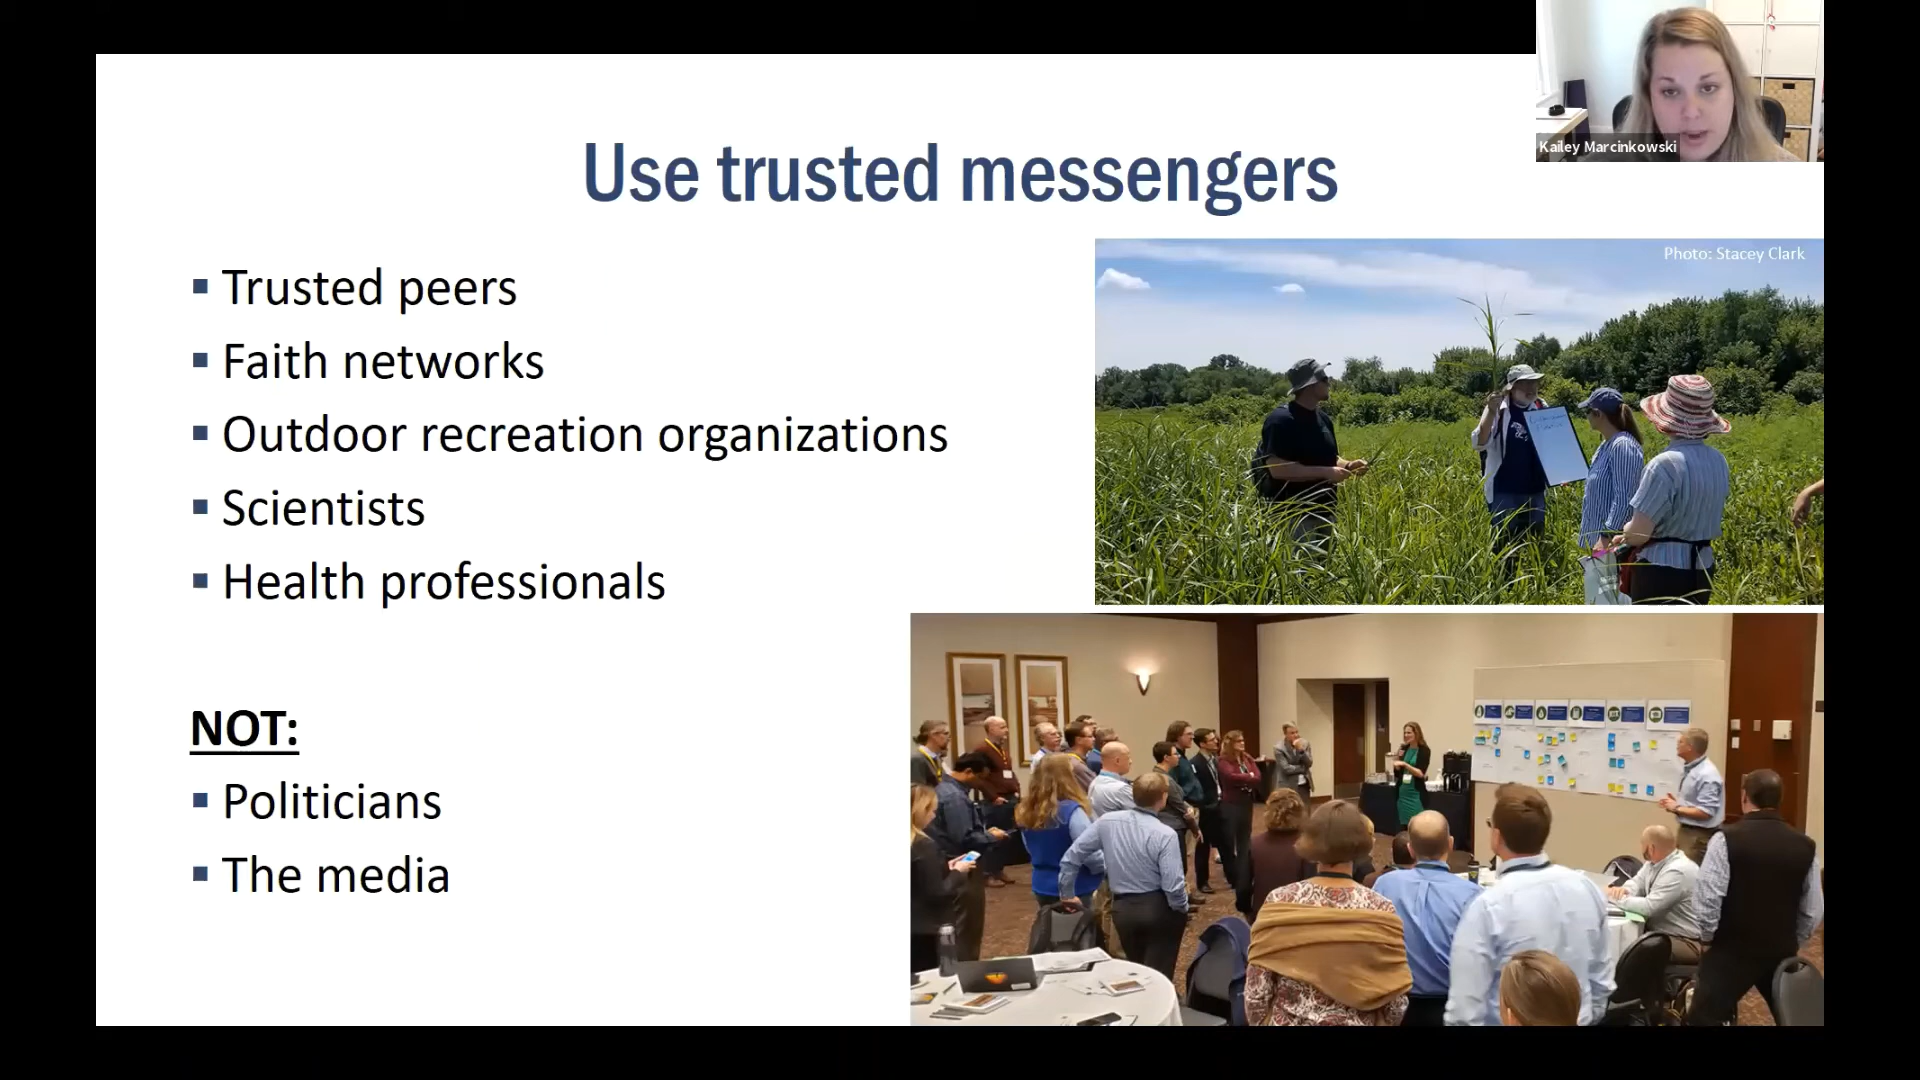 Kailey Marcinkowski
Use trusted messengers
▪ Trusted peers
▪ Faith networks
▪ Outdoor recreation organizations
▪ Scientists
▪ Health professionals
NOT:
▪ Politicians
▪ The media
Photo: Stacey Clark